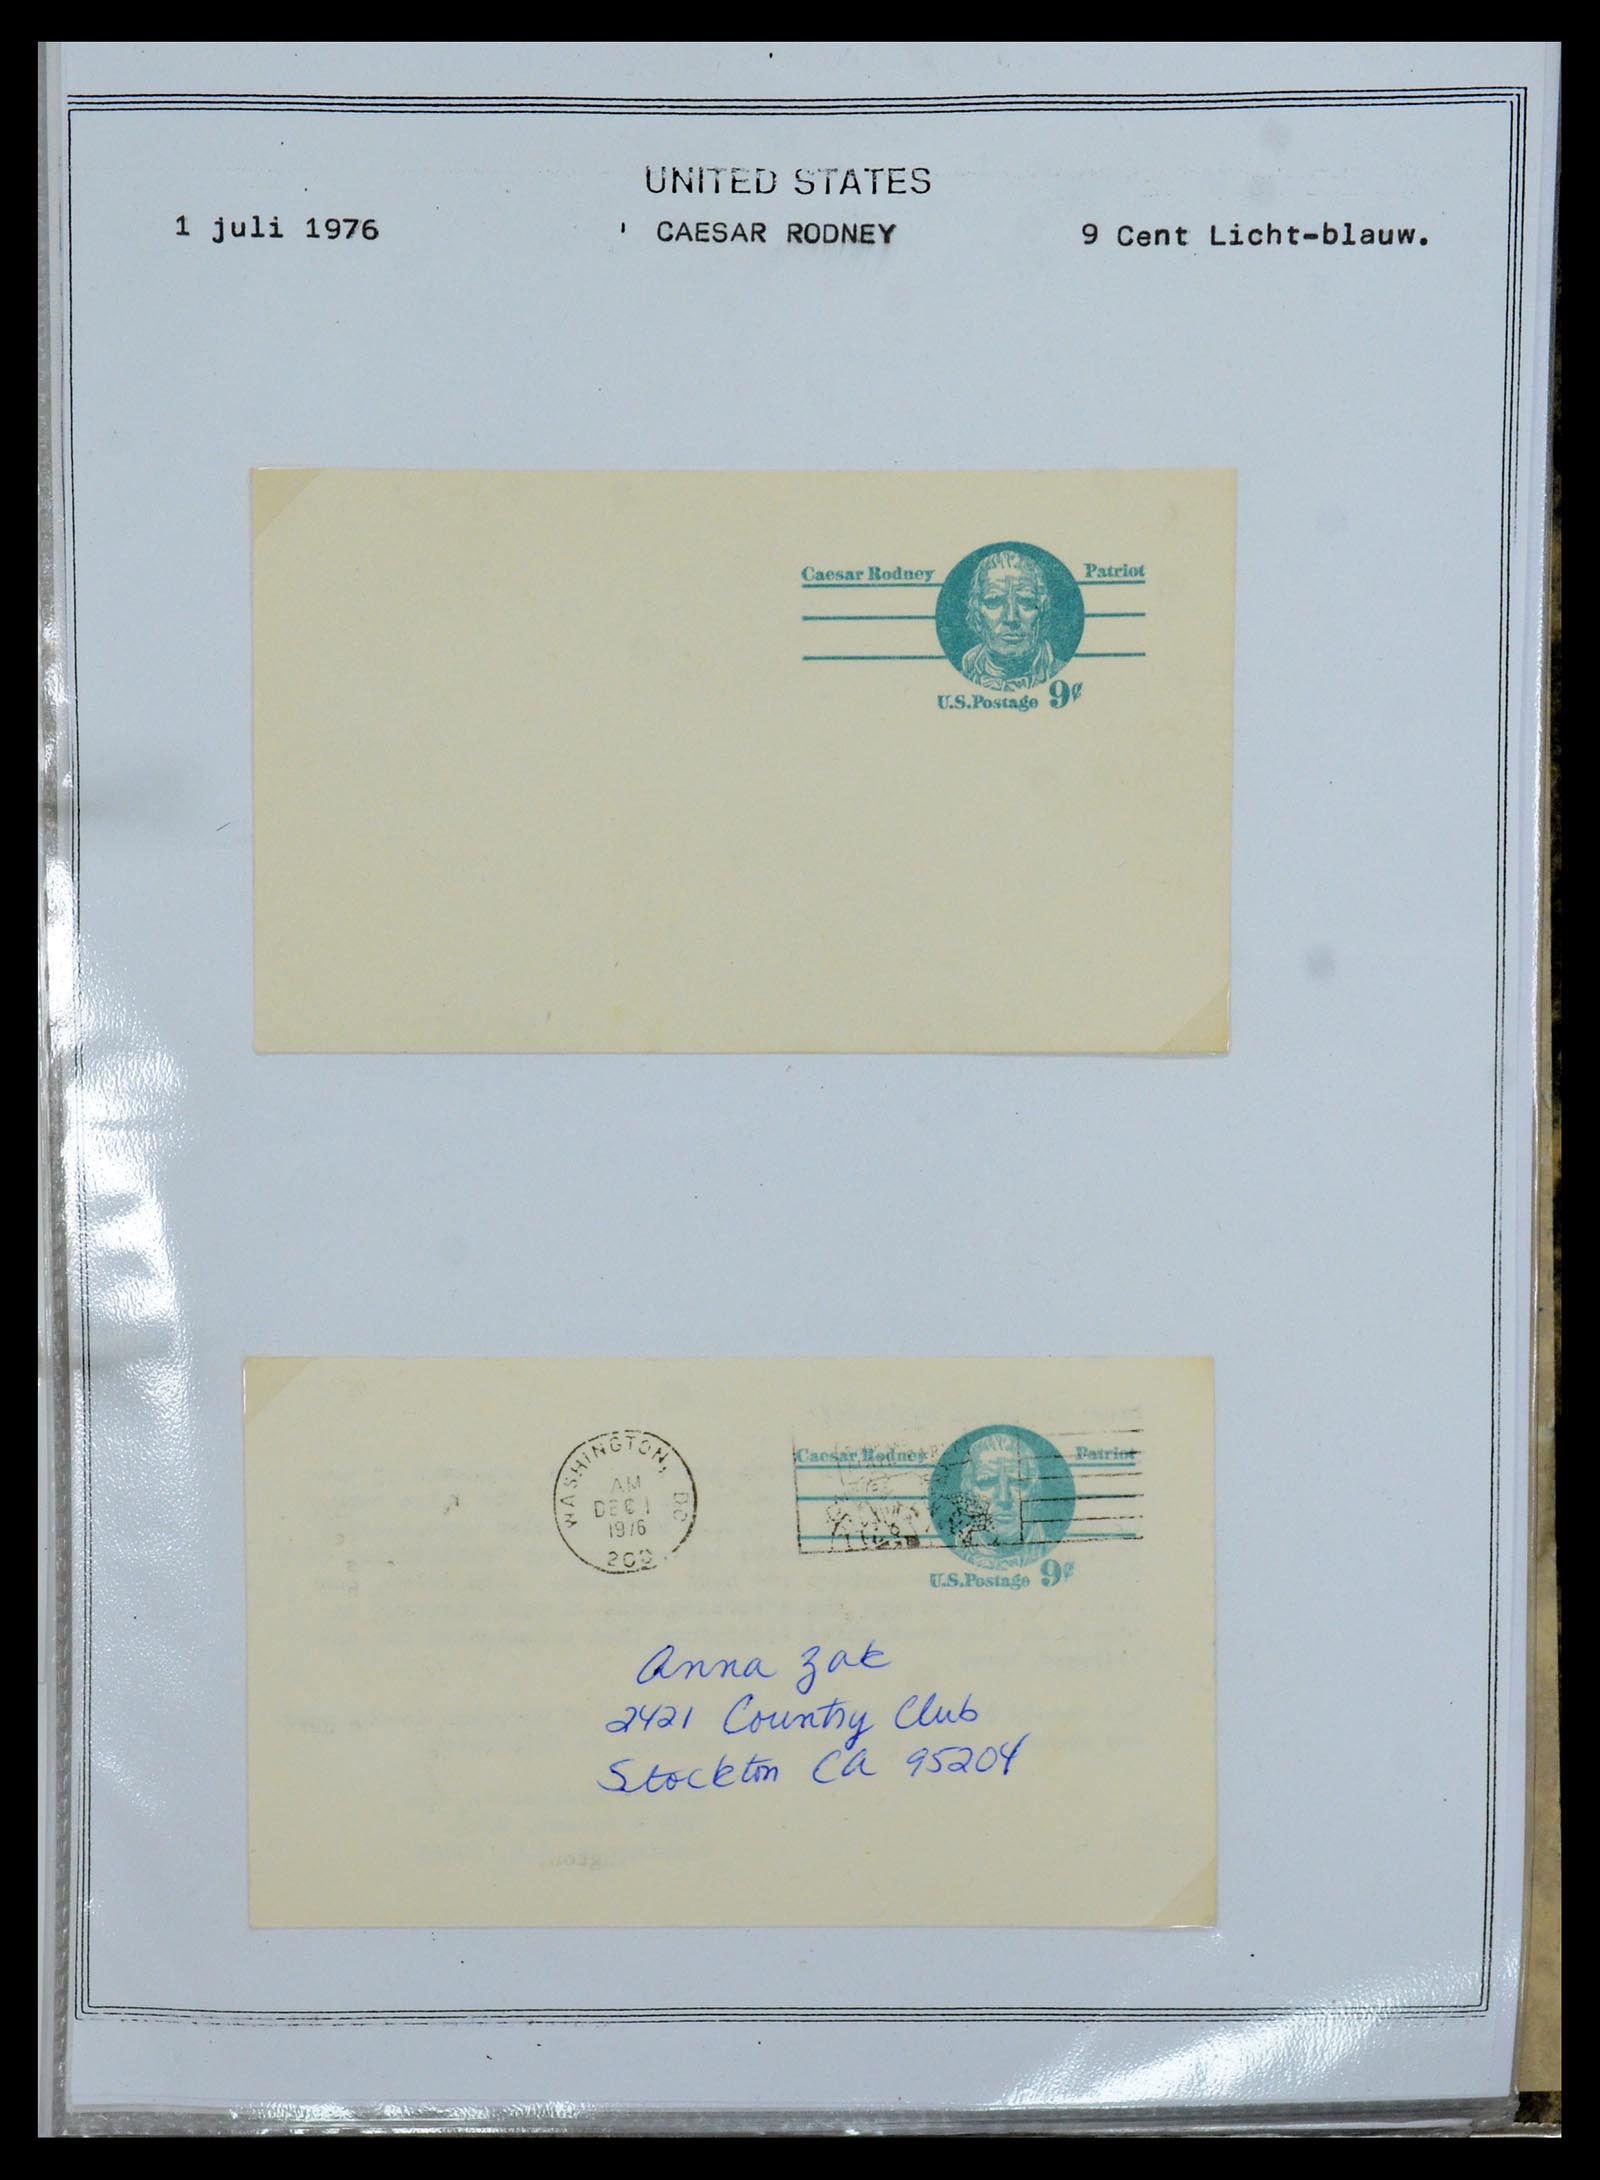 UNITED STATES
1 juli 1976 ' CAESAR RODNEY 9 Cent Licht-blauw.
Caesar Rodney Patriot
U.S.Postage 9¢
WASHINGTON, DC
AM
DEC 1
1976
Caesar Rodney Patriot
U.S.Postage 9¢
Anna Zak
2421 Country Club
Stockton CA 95204